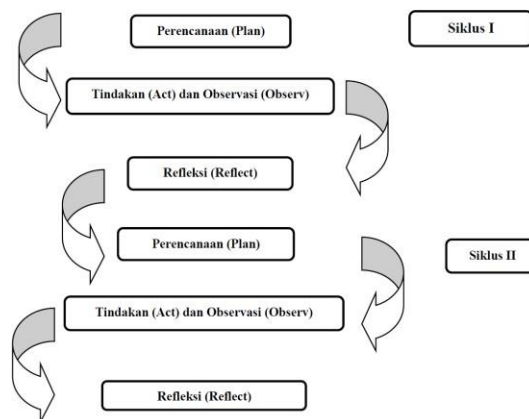 Perencanaan (Plan)
Siklus I
Tindakan (Act) dan Observasi (Observ)
Refleksi (Reflect)
Perencanaan (Plan)
Siklus II
Tindakan (Act) dan Observasi (Observ)
Refleksi (Reflect)